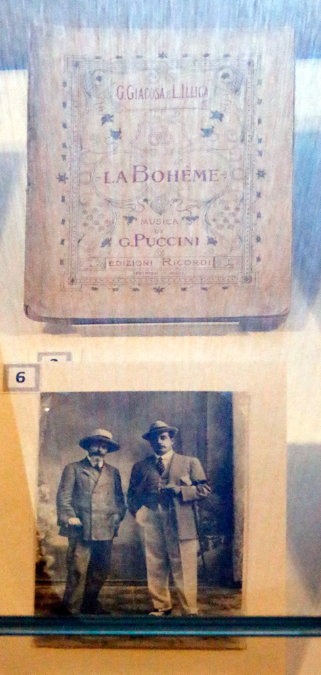 G. GIACOSA e L. ILLICA
LA BOHÈME
MUSICA
DI
G. PUCCINI
EDIZIONI RICORDI
6